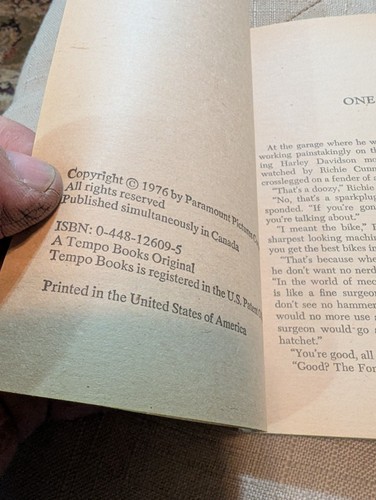 Copyright © 1976 by Paramount Pictures
All rights reserved
Published simultaneously in Canada
ISBN: 0-448-12609-5
A Tempo Books Original
Tempo Books is registered in the U.S. Patent
Printed in the United States of America
ONE
At the garage where he w
working painstakingly on th
ing Harley Davidson mo
watched by Richie Cunn
crosslegged on a fender of a
"That's a doozy," Richie
"No, that's a sparkplug
sponded. "If you're gon
you're talking about."
"I meant the bike," R
sharpest looking machin
you get the best bikes in
"That's because whe
he don't want no nerd
"In the world of mec
is like a fine surgeon
don't see no hammer
would no more use
surgeon would go
hatchet."
"You're good, all
"Good? The Fon